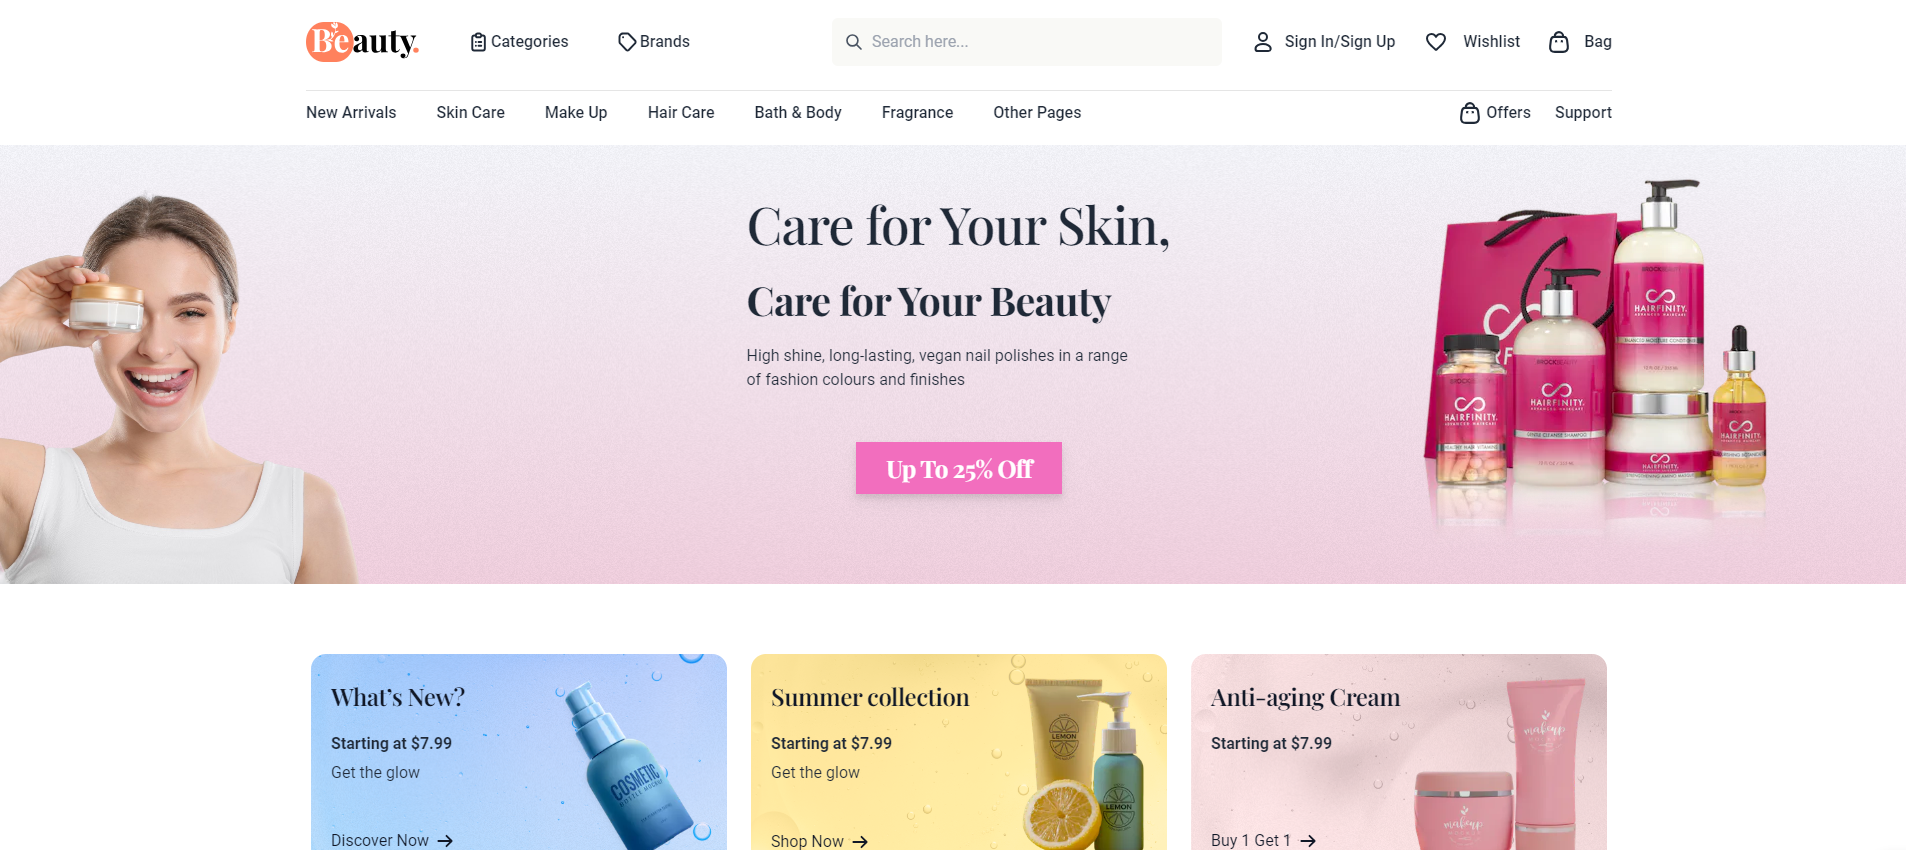 Beauty.
Categories
Brands
Search here...
Sign In/Sign Up
Wishlist
Bag
New Arrivals
Skin Care
Make Up
Hair Care
Bath & Body
Fragrance
Other Pages
Offers
Support
Care for Your Skin,
Care for Your Beauty
High shine, long-lasting, vegan nail polishes in a range
of fashion colours and finishes
Up To 25% Off
HAIRFINITY.
HAIRFINITY.
HAIRFINITY.
HAIRFINITY.
HAIRFINITY.
What's New?
Starting at $7.99
Get the glow
Discover Now
COSMETIC
Summer collection
Starting at $7.99
Get the glow
Shop Now
LEMON
LEMON
Anti-aging Cream
Starting at $7.99
Buy 1 Get 1
makeup
makeup